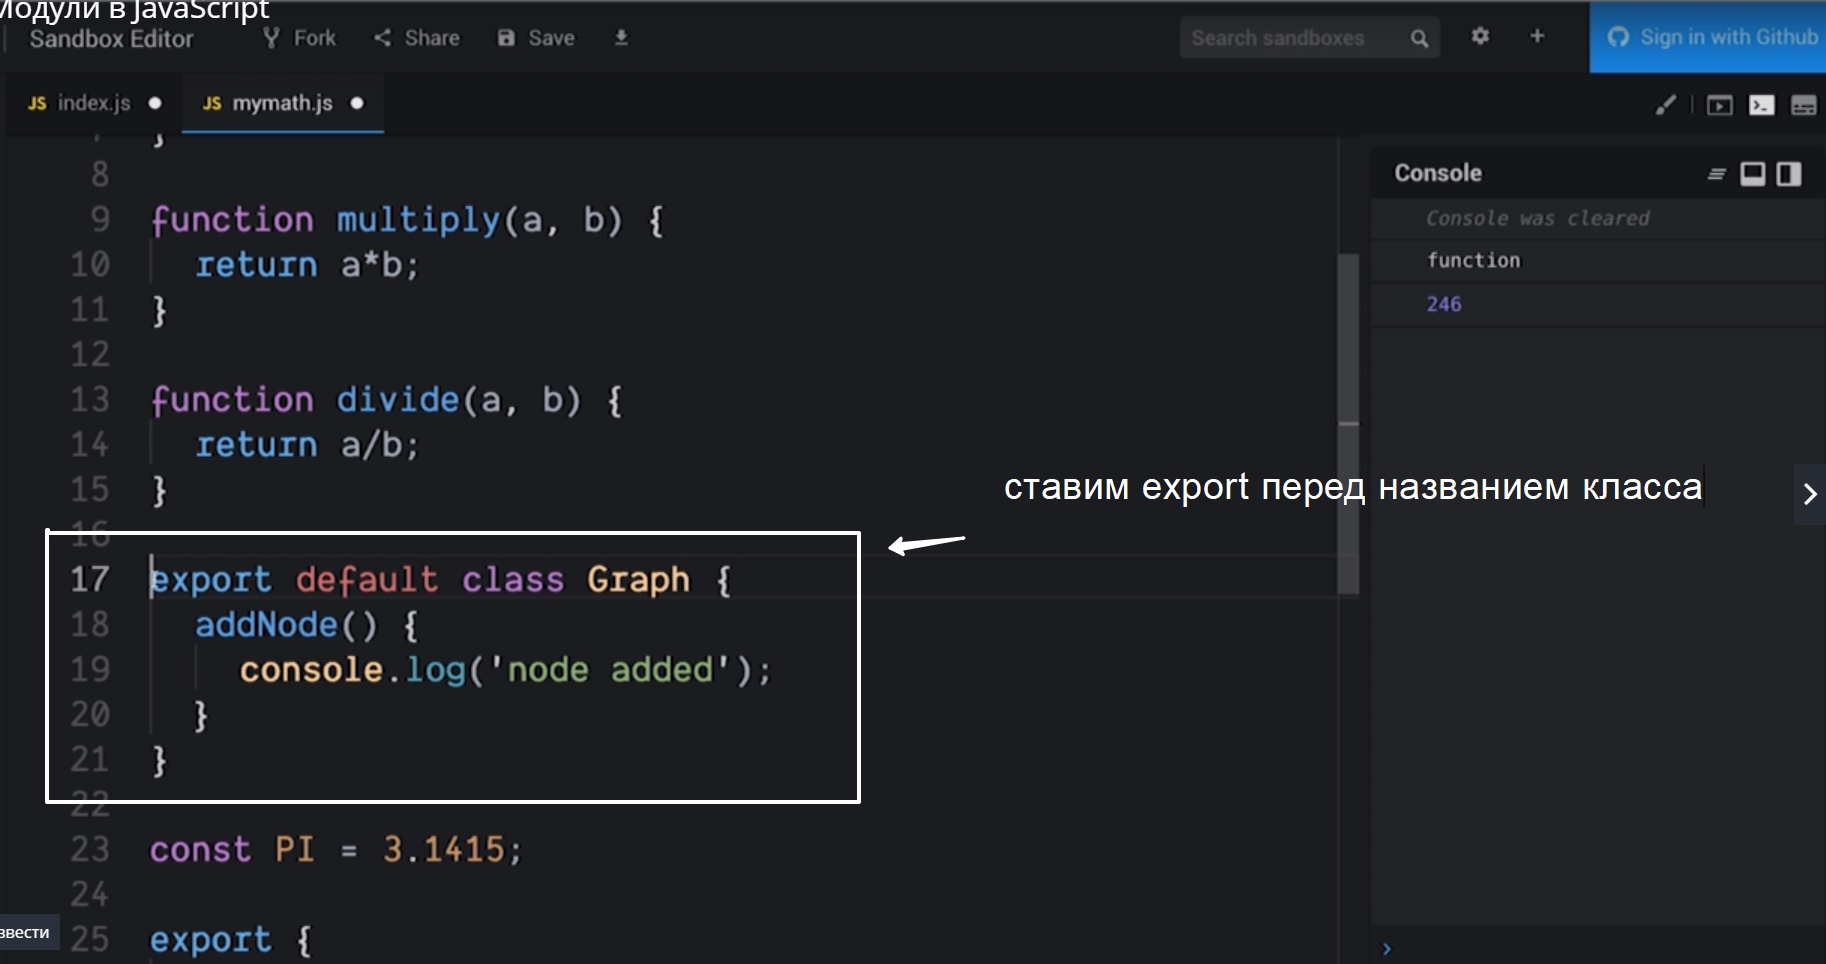 Модули в JavaScript
Sandbox Editor
Fork
Share
Save
Search sandboxes
Sign in with Github
JS index.js
JS mymath.js
}
8
9 function multiply(a, b) {
10 return a*b;
11 }
12
13 function divide(a, b) {
14 return a/b;
15 }
16
17 export default class Graph {
18 addNode() {
19 console.log('node added');
20 }
21 }
22
23 const PI = 3.1415;
24
25 export {
ставим export перед названием класса
Console
Console was cleared
function
246
звести